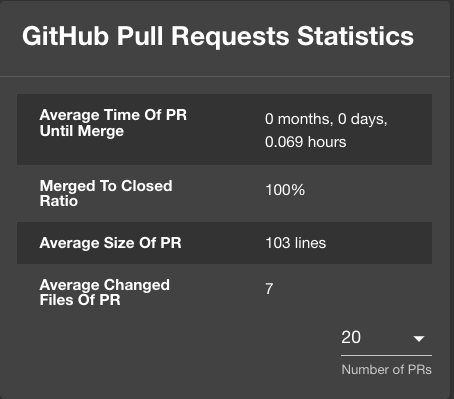 GitHub Pull Requests Statistics
Average Time Of PR
Until Merge
0 months, 0 days,
0.069 hours
Merged To Closed
Ratio
100%
Average Size Of PR
103 lines
Average Changed
Files Of PR
7
20
Number of PRs